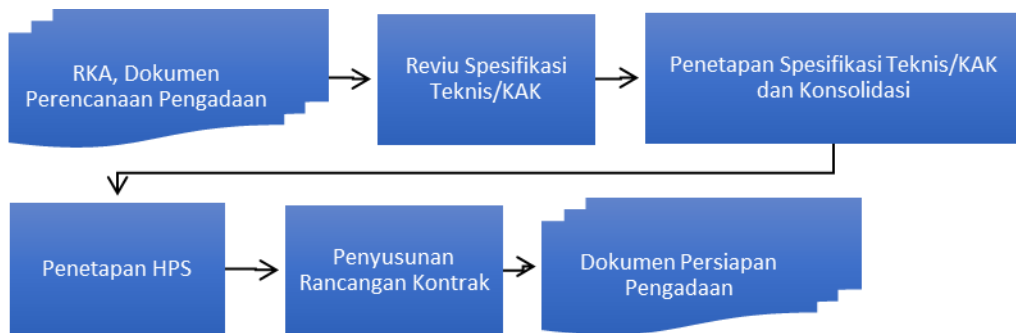 RKA, Dokumen
Perencanaan Pengadaan
Reviu Spesifikasi
Teknis/KAK
Penetapan Spesifikasi Teknis/KAK
dan Konsolidasi
Penetapan HPS
Penyusunan
Rancangan Kontrak
Dokumen Persiapan
Pengadaan